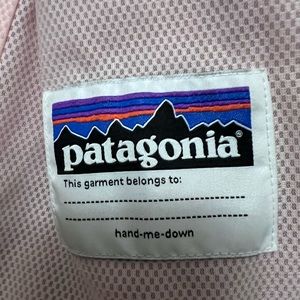 patagonia®
This garment belongs to:
hand-me-down